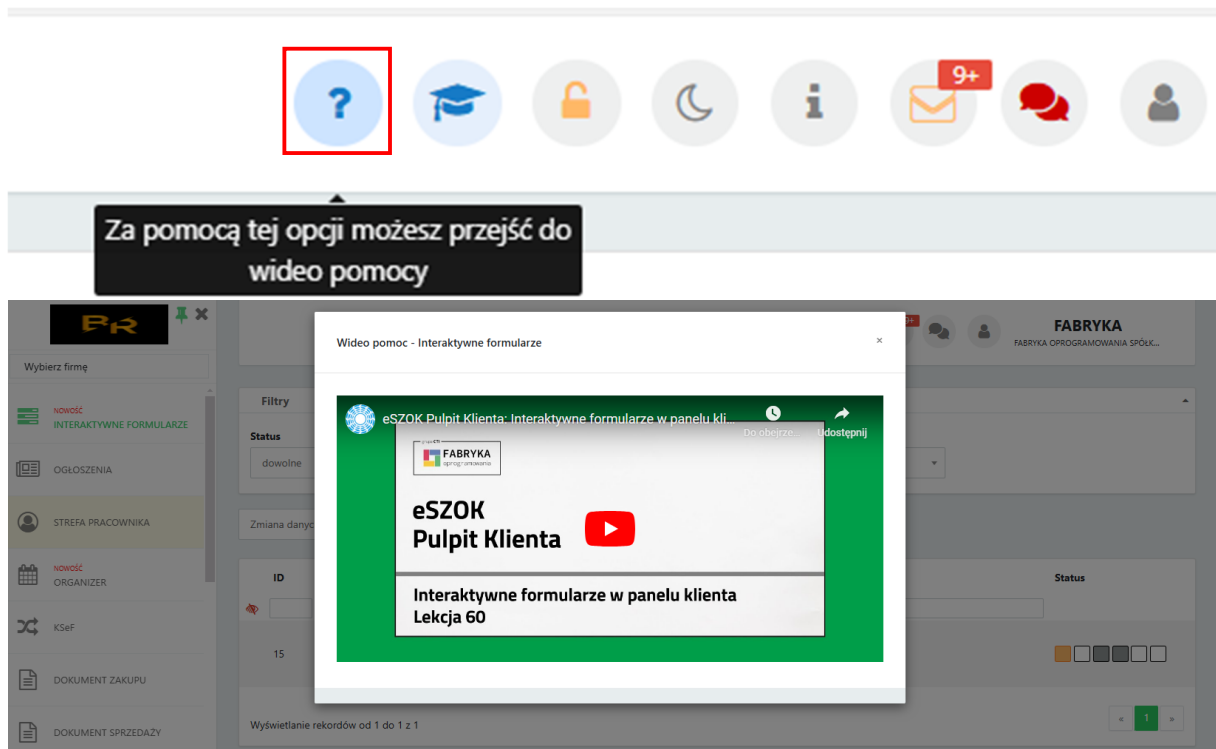 ?
i
9+
Za pomocą tej opcji możesz przejść do
wideo pomocy
BR
Wybierz firmę
NOWOŚĆ
INTERAKTYWNE FORMULARZE
OGŁOSZENIA
STREFA PRACOWNIKA
NOWOŚĆ
ORGANIZER
KSeF
DOKUMENT ZAKUPU
DOKUMENT SPRZEDAŻY
FABRYKA
FABRYKA OPROGRAMOWANIA SPÓŁK...
Filtry
Status
dowolne
Zmiana danyc
ID
Status
15
Wyświetlanie rekordów od 1 do 1 z 1
« 1 »
Wideo pomoc - Interaktywne formularze
×
eSZOK Pulpit Klienta: Interaktywne formularze w panelu kli...
Do obejrze...
Udostępnij
FABRYKA
oprogramowania
eSZOK
Pulpit Klienta
Interaktywne formularze w panelu klienta
Lekcja 60